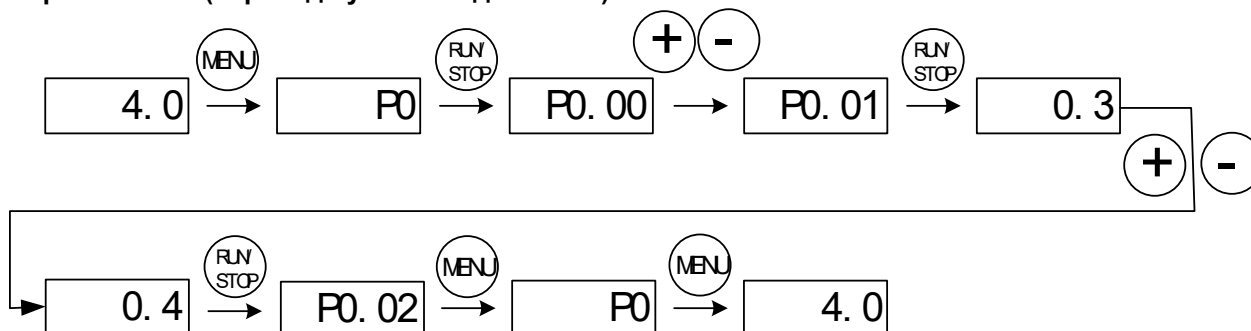 MENU
RUN/
STOP
+ -
RUN/
STOP
4.0
P0
P0.00
P0.01
0.3
+ -
RUN/
STOP
MENU
MENU
0.4
P0.02
P0
4.0